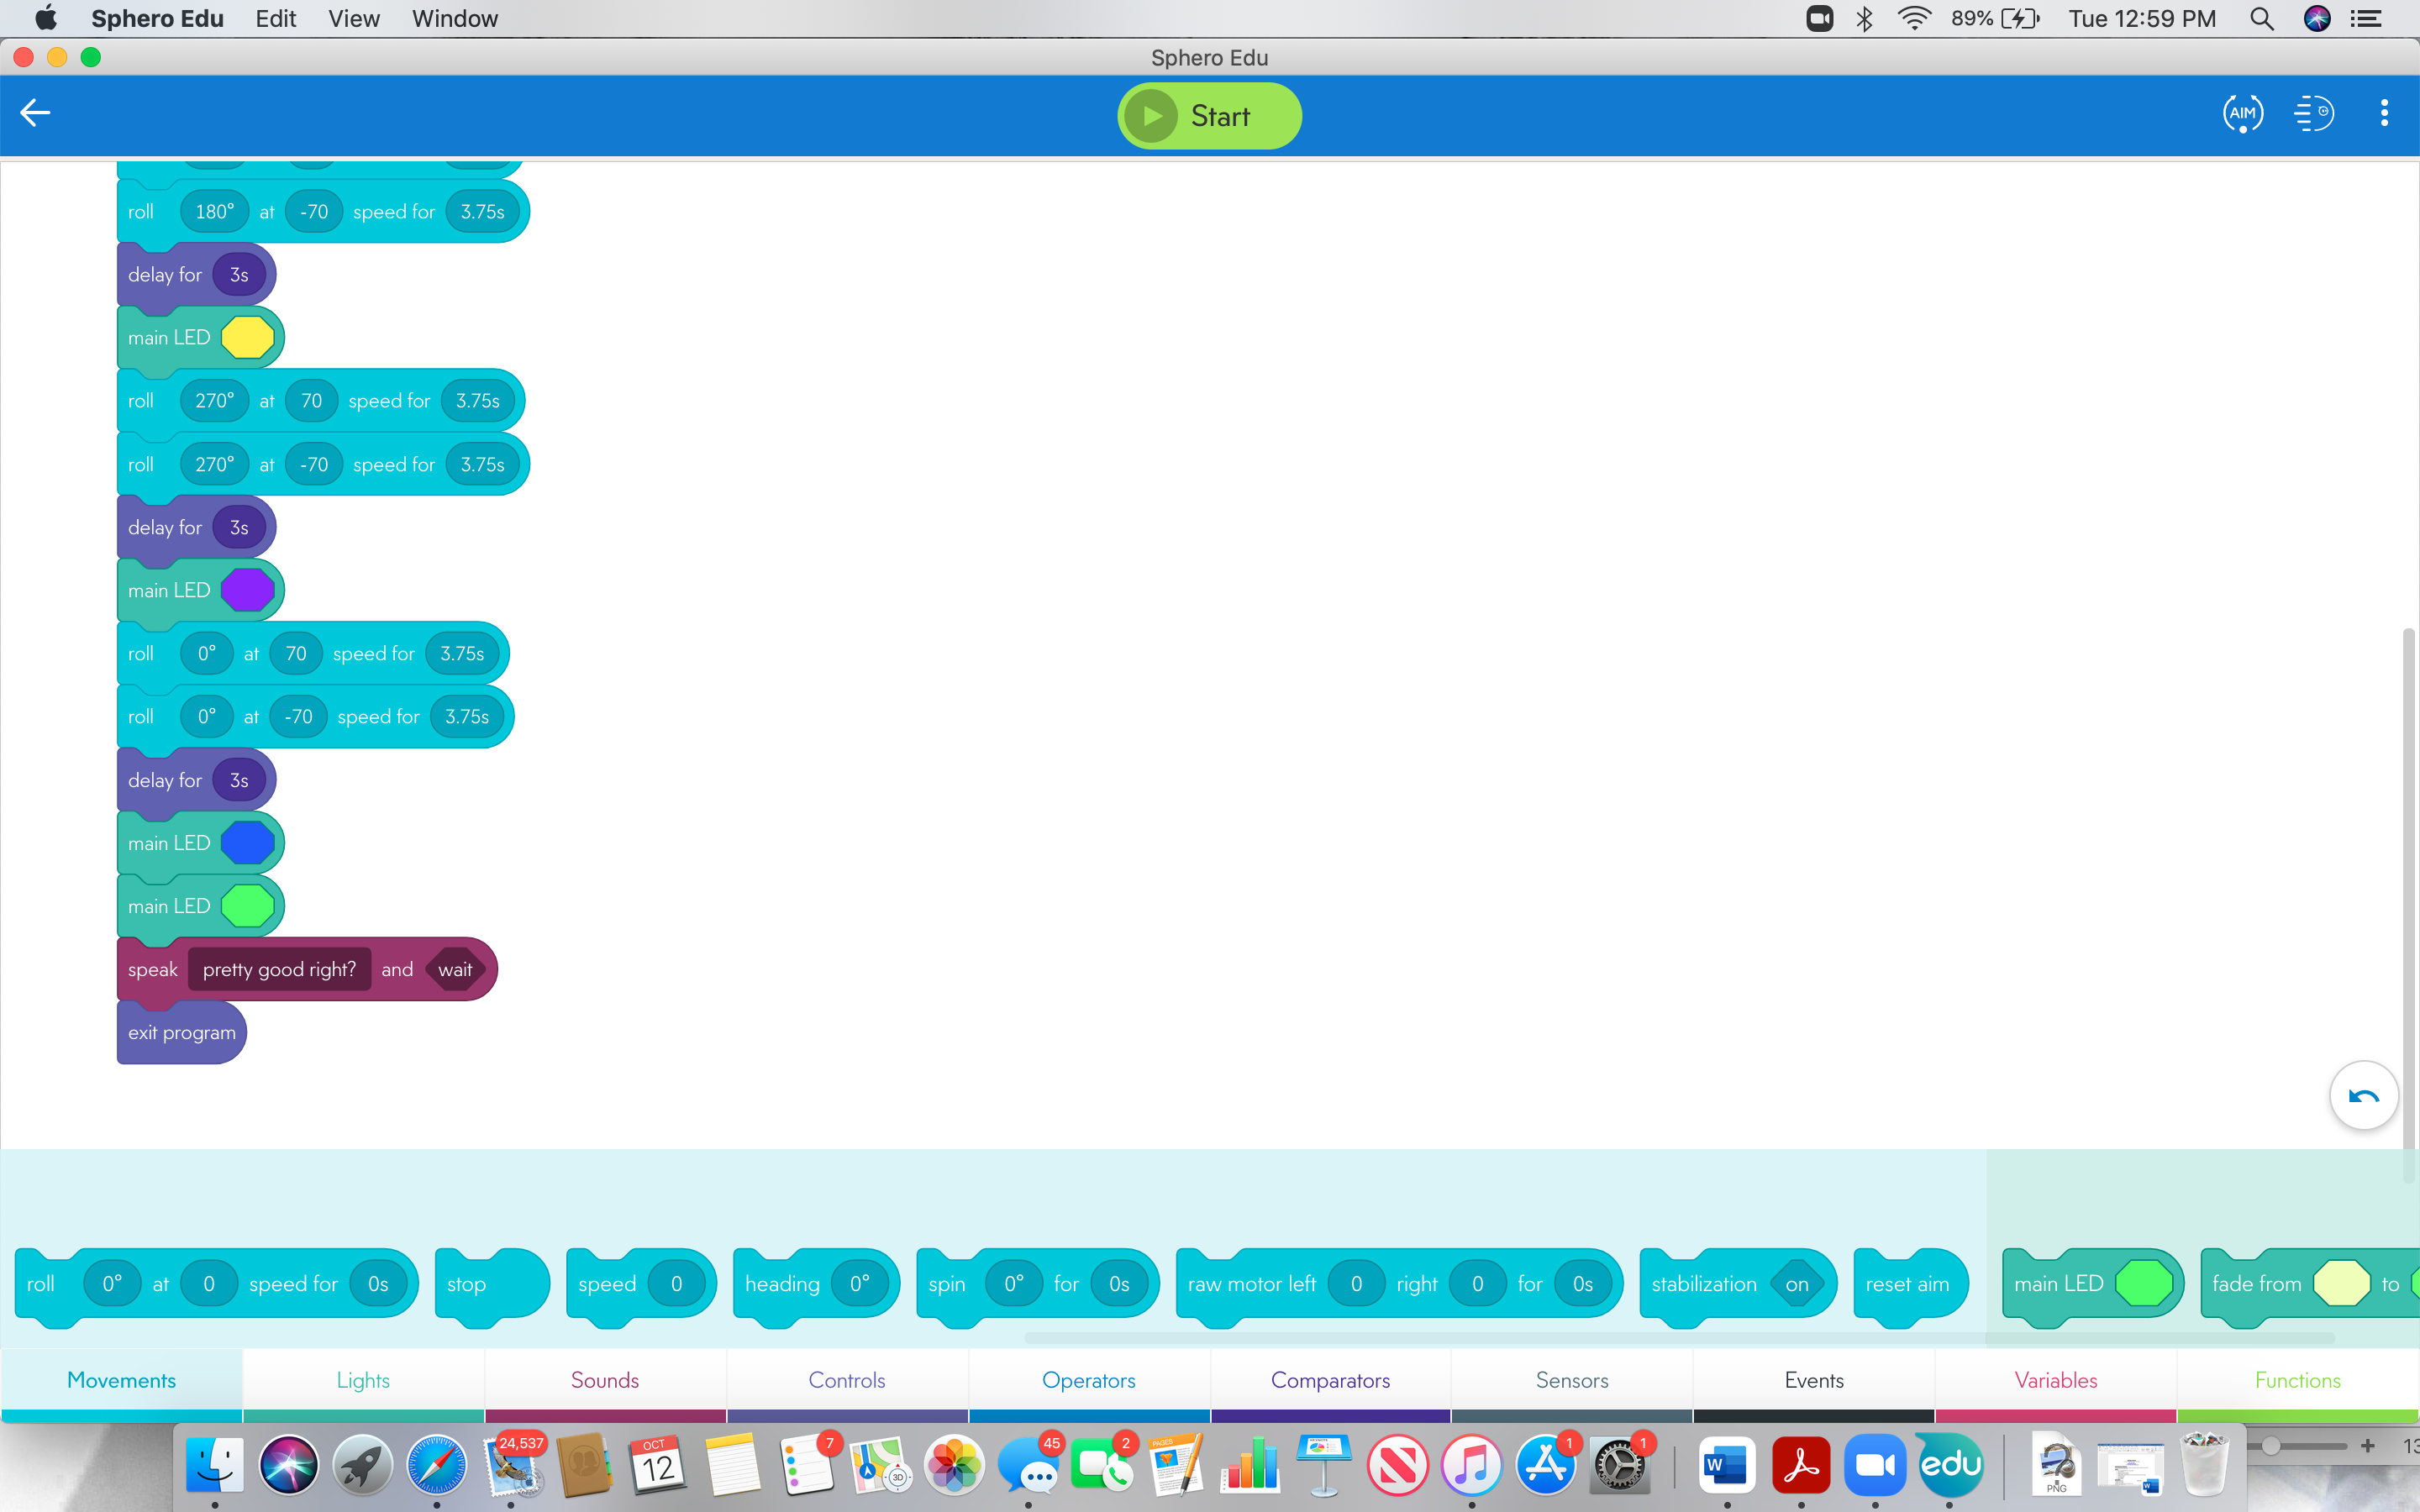 Sphero Edu Edit View Window 89% Tue 12:59 PM
Sphero Edu
Start AIM
roll 180° at -70 speed for 3.75s
delay for 3s
main LED
roll 270° at 70 speed for 3.75s
roll 270° at -70 speed for 3.75s
delay for 3s
main LED
roll 0° at 70 speed for 3.75s
roll 0° at -70 speed for 3.75s
delay for 3s
main LED
main LED
speak pretty good right? and wait
exit program
roll 0° at 0 speed for 0s stop speed 0 heading 0° spin 0° for 0s raw motor left 0 right 0 for 0s stabilization on reset aim main LED fade from to
Movements Lights Sounds Controls Operators Comparators Sensors Events Variables Functions
24,537 OCT 12 7 3D 45 2 PAGES 1 1 W edu PNG